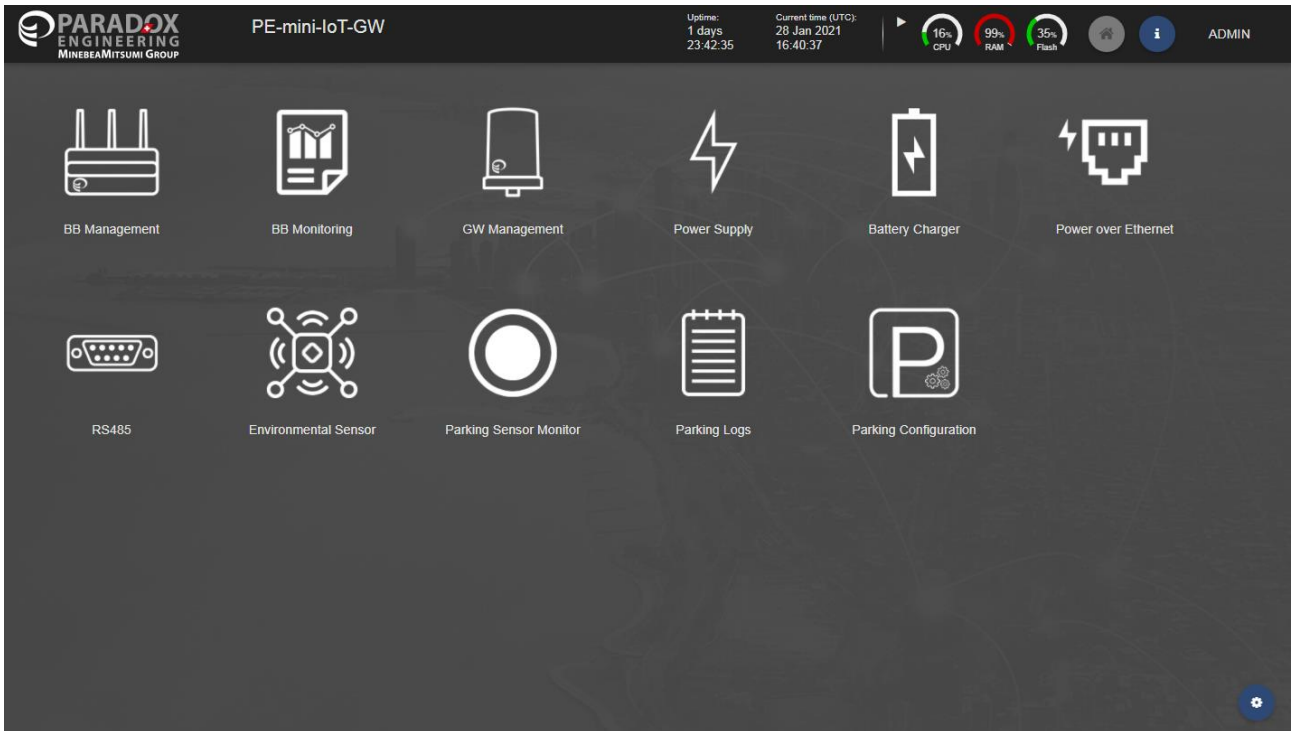 PARADOX
ENGINEERING
MINEBEAMITSUMI GROUP
PE-mini-IoT-GW
Uptime:
1 days
23:42:35
Current time (UTC):
28 Jan 2021
16:40:37
16%
CPU
99%
RAM
35%
Flash
i
ADMIN
BB Management
BB Monitoring
GW Management
Power Supply
Battery Charger
Power over Ethernet
RS485
Environmental Sensor
Parking Sensor Monitor
Parking Logs
P
Parking Configuration